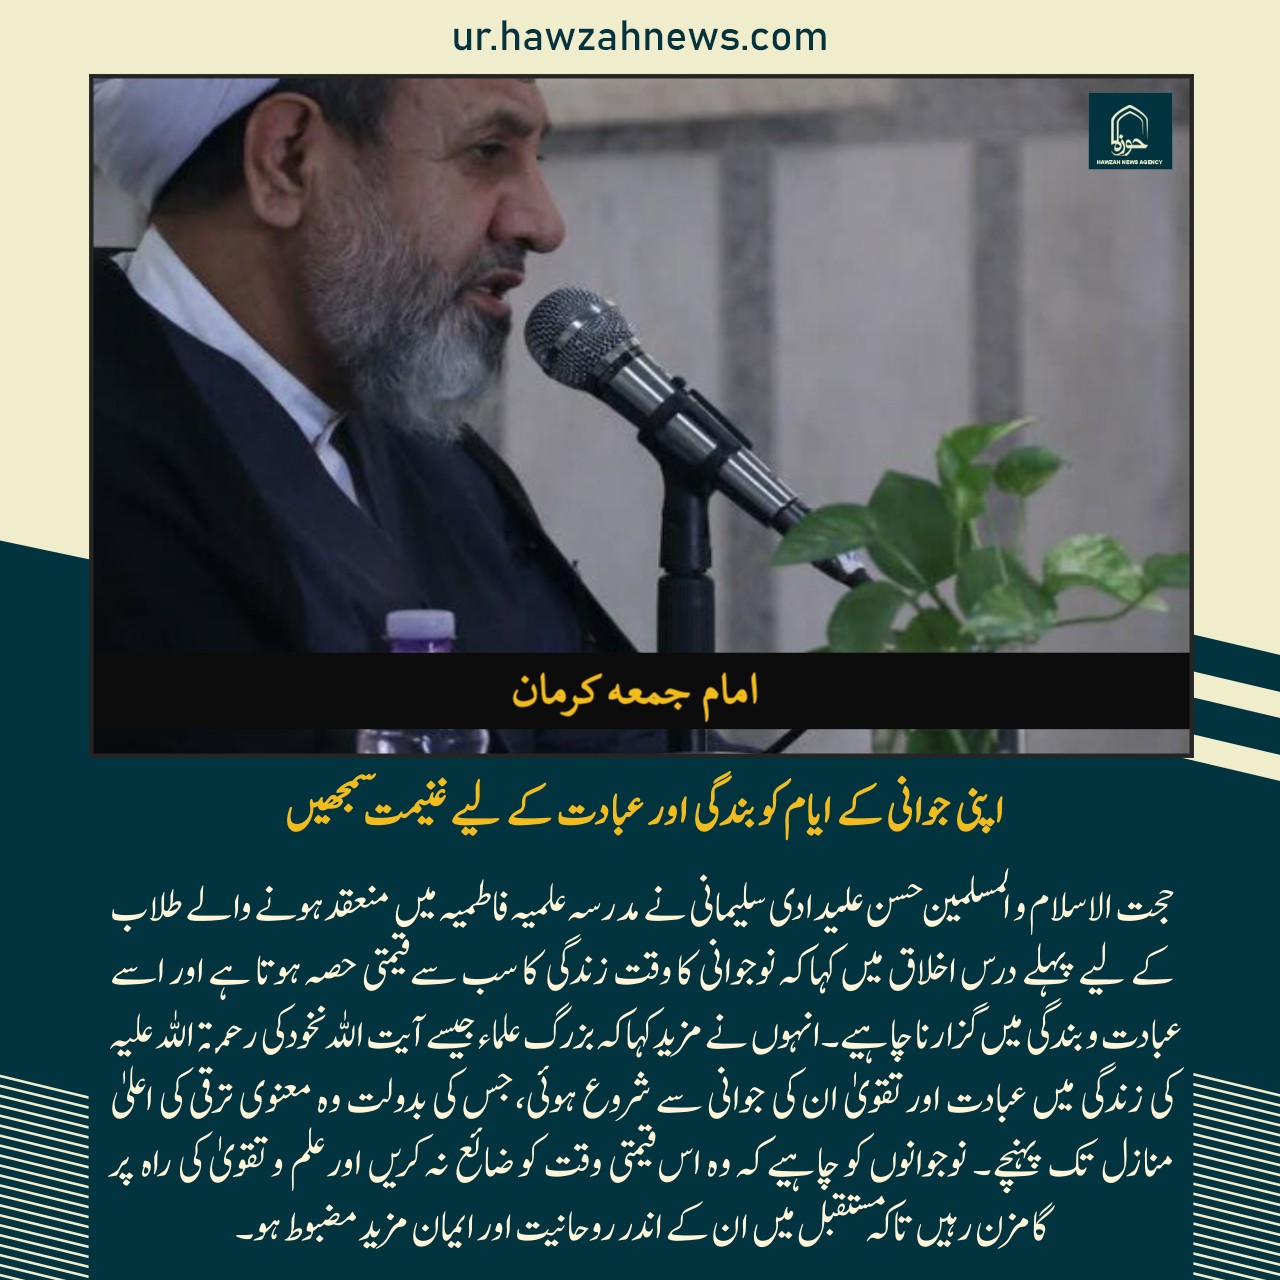 ur.hawzahnews.com
حوزہ
HAWZAH NEWS AGENCY
امام جمعہ کرمان
اپنی جوانی کے ایام کو بندگی اور عبادت کے لیے غنیمت سمجھیں
حجت الاسلام و المسلمین حسن علیدادی سلیمانی نے مدرسہ علمیہ فاطمیہ میں منعقد ہونے والے طلاب
کے لیے پہلے درس اخلاق میں کہا کہ نوجوانی کا وقت زندگی کا سب سے قیمتی حصہ ہوتا ہے اور اسے
عبادت و بندگی میں گزارنا چاہیے۔ انہوں نے مزید کہا کہ بزرگ علماء جیسے آیت اللہ نخودکی رحمۃ اللہ علیہ
کی زندگی میں عبادت اور تقویٰ ان کی جوانی سے شروع ہوئی، جس کی بدولت وہ معنوی ترقی کی اعلیٰ
منازل تک پہنچے۔ نوجوانوں کو چاہیے کہ وہ اس قیمتی وقت کو ضائع نہ کریں اور علم و تقویٰ کی راہ پر
گامزن رہیں تاکہ مستقبل میں ان کے اندر روحانیت اور ایمان مزید مضبوط ہو۔